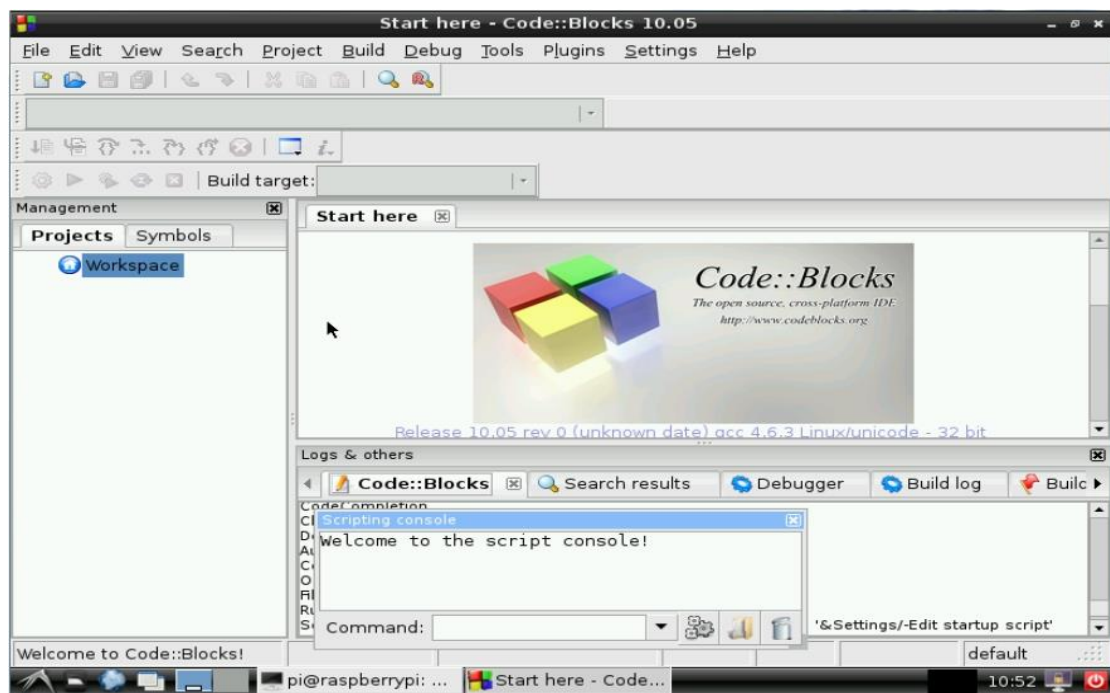 Start here - Code::Blocks 10.05
File Edit View Search Project Build Debug Tools Plugins Settings Help
Build target:
Management
Start here
Projects Symbols
Workspace
Code::Blocks
The open source, cross-platform IDE
http://www.codeblocks.org
Release 10.05 rev 0 (unknown date) gcc 4.6.3 Linux/unicode - 32 bit
Logs & others
Code::Blocks Search results Debugger Build log
CodeCompletion
Scripting console
Welcome to the script console!
'&Settings/-Edit startup script'
Command:
Welcome to Code::Blocks! default
pi@raspberrypi: ... Start here - Code... 10:52